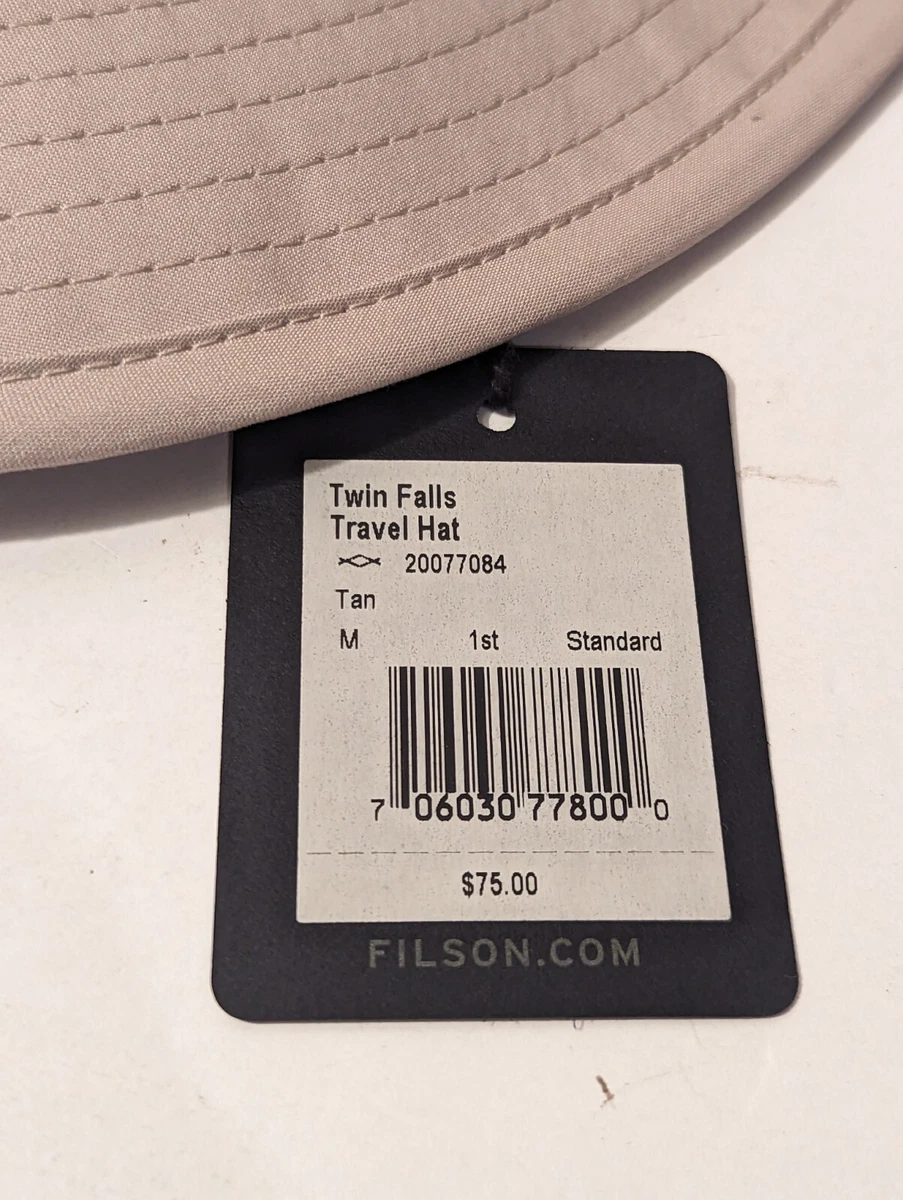 Twin Falls
Travel Hat
20077084
Tan
M 1st Standard
7 06030 77800 0
$75.00
FILSON.COM